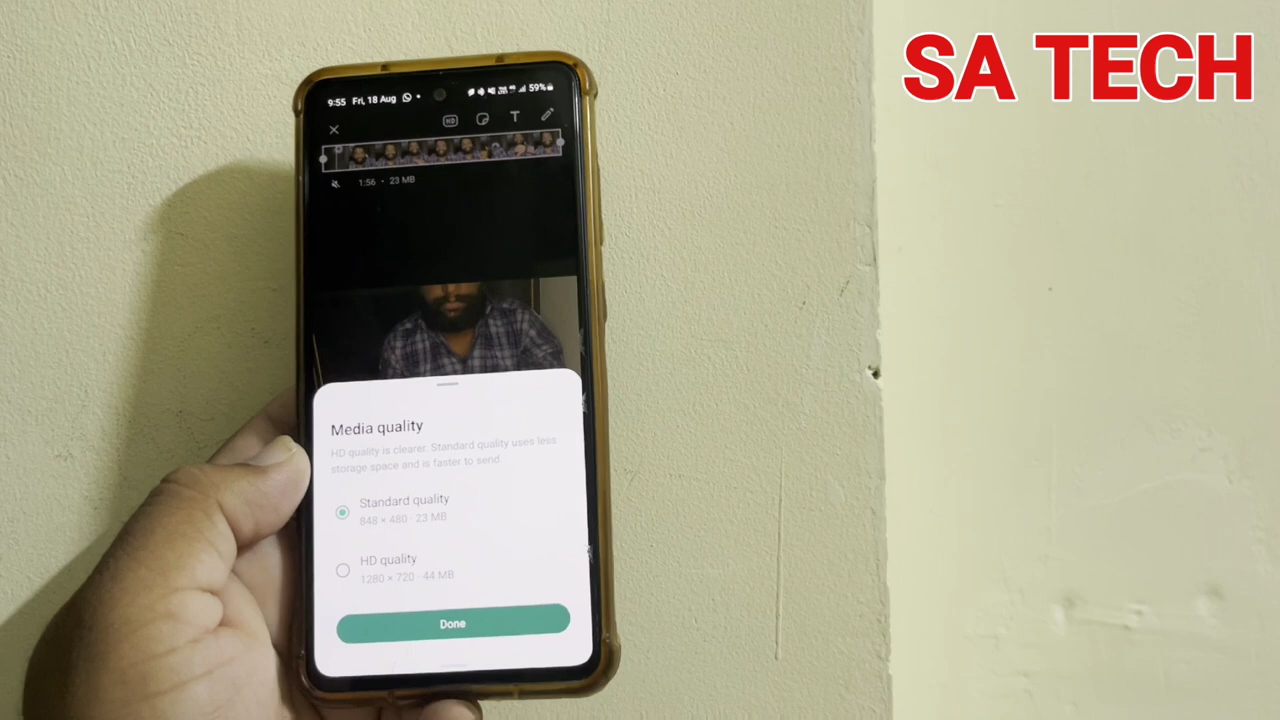 SA TECH
9:55 Fri, 18 Aug 59%
HD T
1:56 • 23 MB
Media quality
HD quality is clearer. Standard quality uses less
storage space and is faster to send.
Standard quality
848 × 480 · 23 MB
HD quality
1280 × 720 · 44 MB
Done